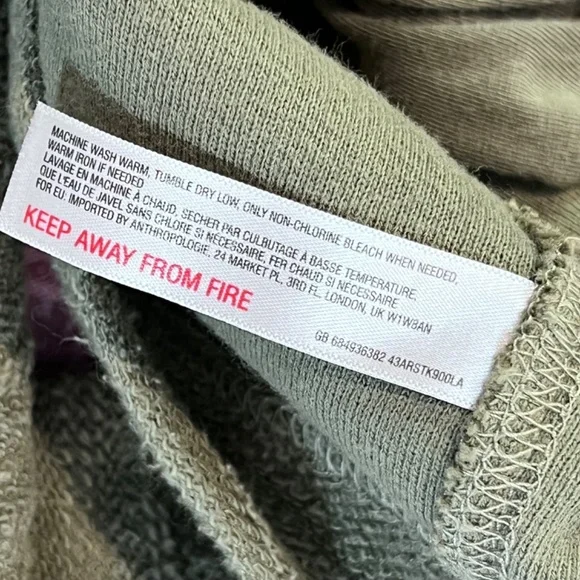 MACHINE WASH WARM, TUMBLE DRY LOW, ONLY NON-CHLORINE BLEACH WHEN NEEDED,
WARM IRON IF NEEDED
LAVAGE EN MACHINE À CHAUD, SECHER PAR CULBUTAGE À BASSE TEMPERATURE,
QUE L'EAU DE JAVEL SANS CHLORE SI NÉCESSAIRE, FER CHAUD SI NÉCESSAIRE
FOR EU: IMPORTED BY ANTHROPOLOGIE, 24 MARKET PL, 3RD FL, LONDON, UK W1W8AN
KEEP AWAY FROM FIRE
GB 684936382 43ARSTK900LA